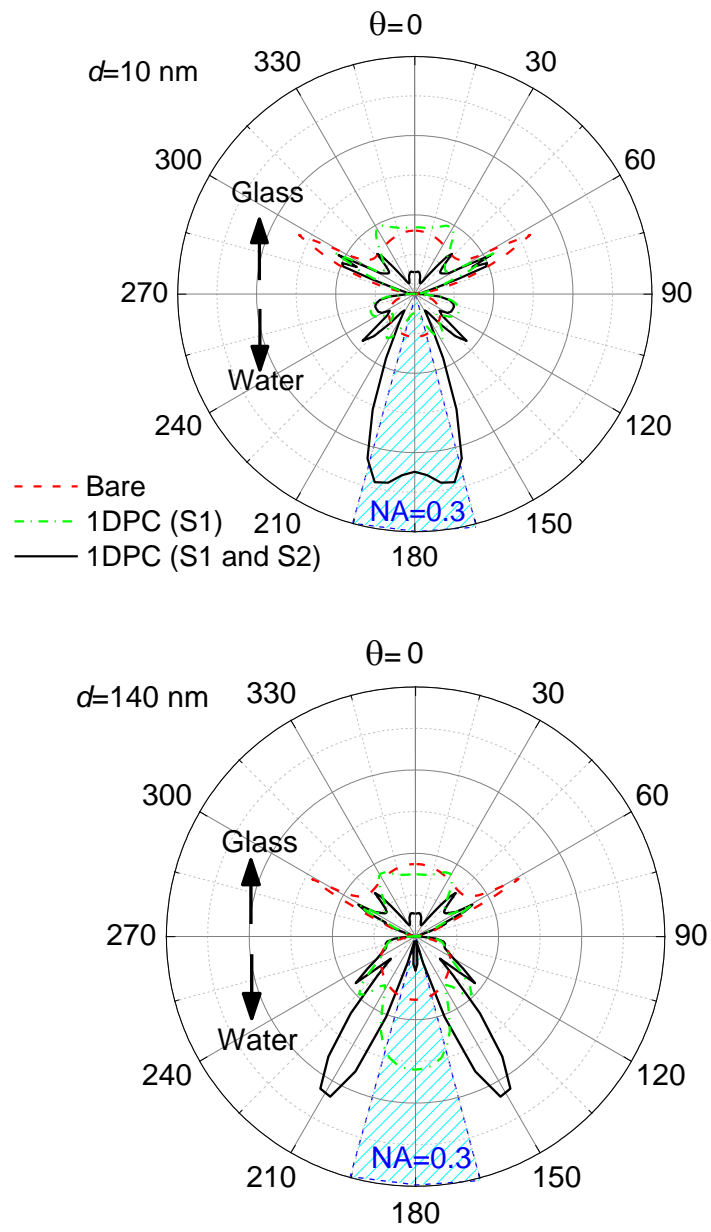 θ= 0
d=10 nm
330
30
300
60
Glass
270
90
Water
240
120
NA=0.3
210
150
180
Bare
1DPC (S1)
1DPC (S1 and S2)
θ= 0
d=140 nm
330
30
300
60
Glass
270
90
Water
240
120
NA=0.3
210
150
180